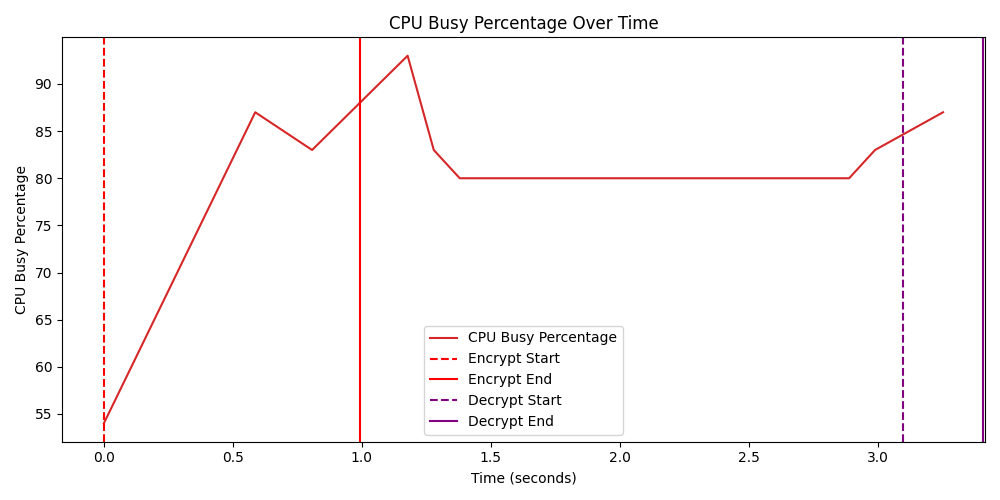 CPU Busy Percentage Over Time
CPU Busy Percentage
90
85
80
75
70
65
60
55
CPU Busy Percentage
Encrypt Start
Encrypt End
Decrypt Start
Decrypt End
0.0 0.5 1.0 1.5 2.0 2.5 3.0
Time (seconds)